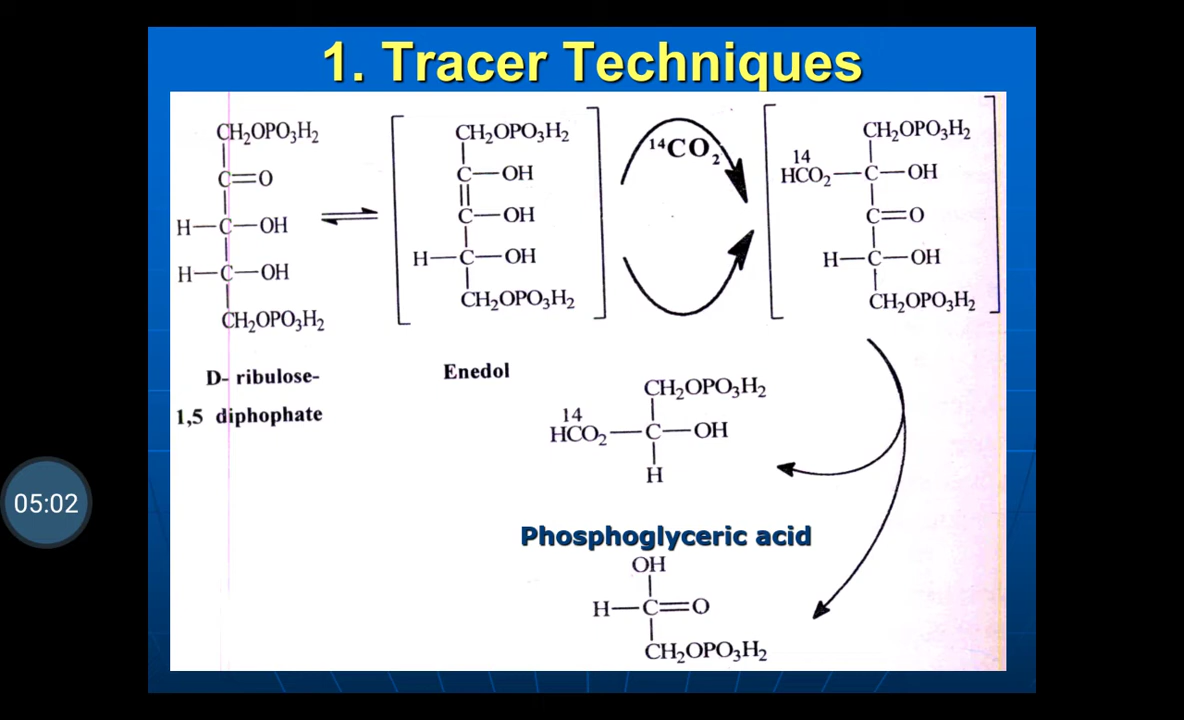 1. Tracer Techniques
CH₂OPO₃H₂
C=O
H—C—OH
H—C—OH
CH₂OPO₃H₂
D- ribulose-
1,5 diphophate
CH₂OPO₃H₂
C—OH
C—OH
H—C—OH
CH₂OPO₃H₂
Enedol
¹⁴CO₂
CH₂OPO₃H₂
14
HCO₂—C—OH
C=O
H—C—OH
CH₂OPO₃H₂
CH₂OPO₃H₂
14
HCO₂—C—OH
H
Phosphoglyceric acid
OH
H—C=O
CH₂OPO₃H₂
05:02